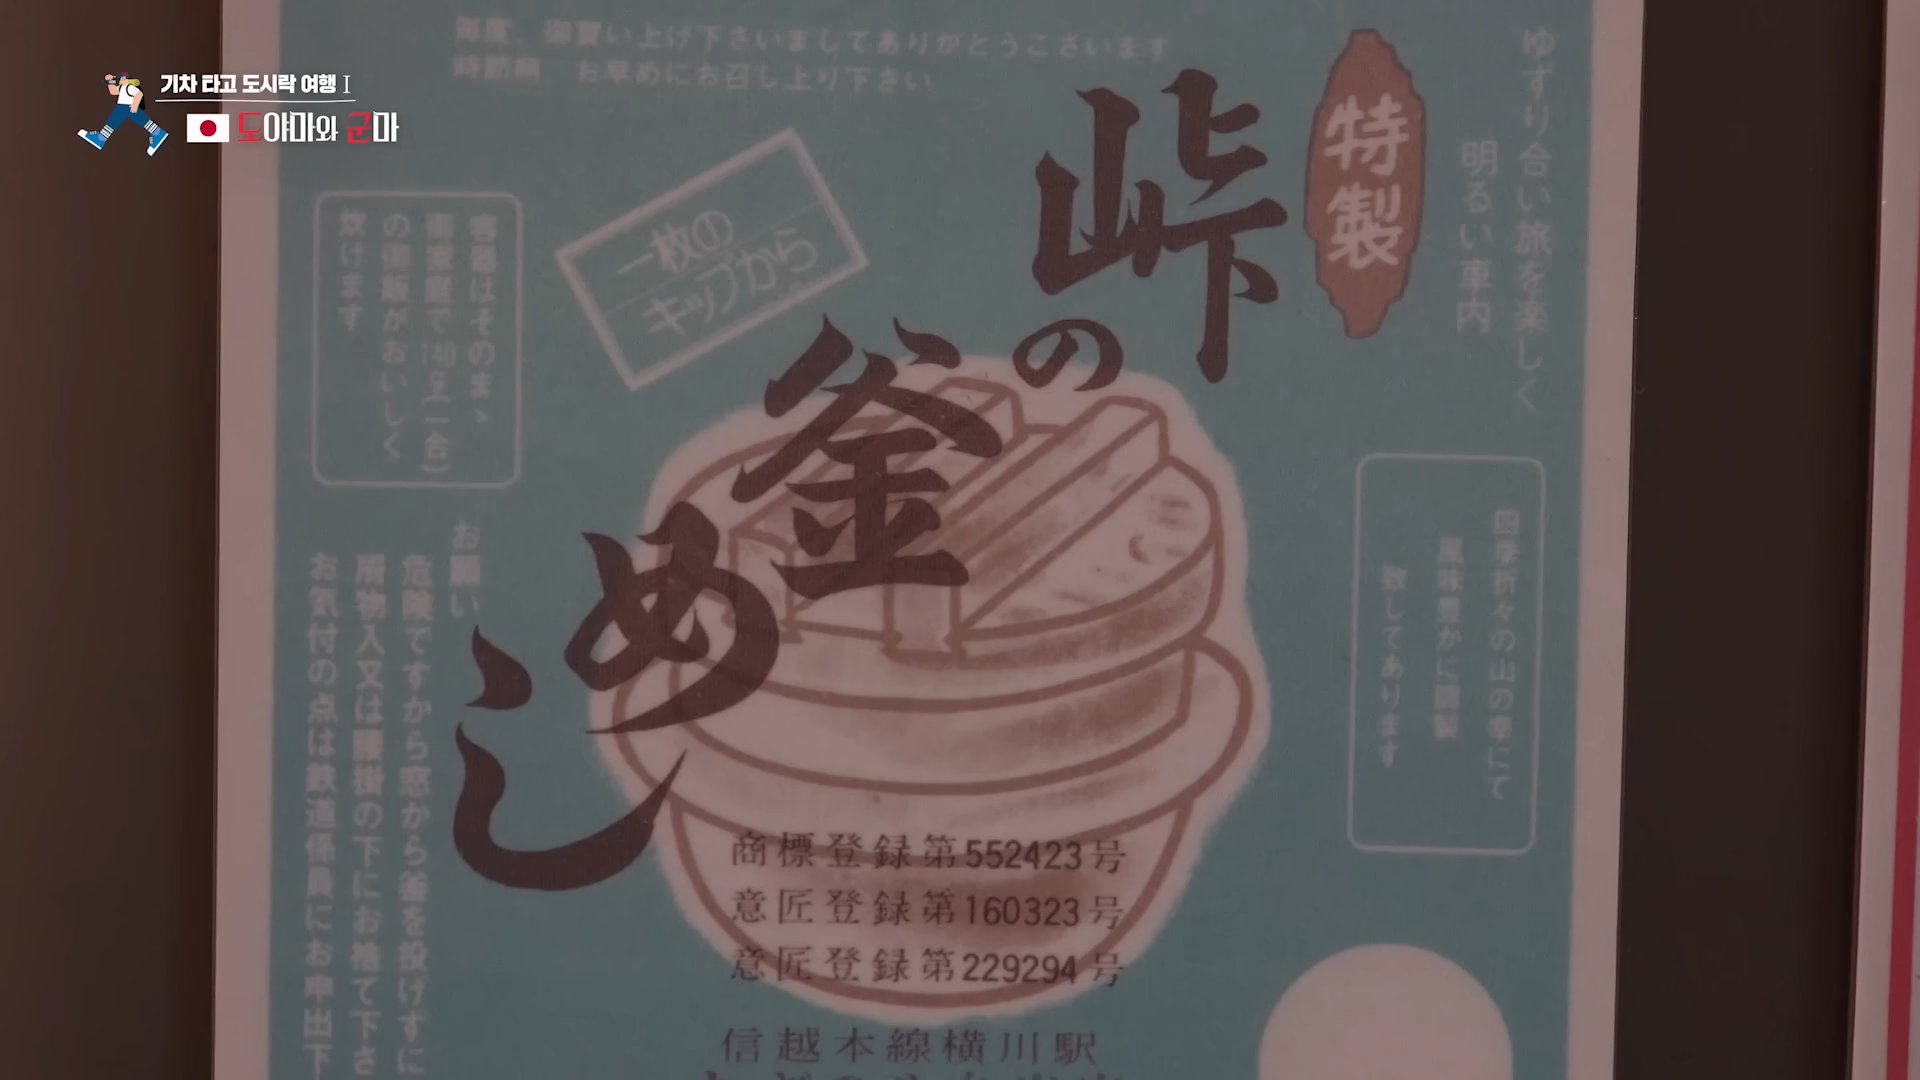 기차 타고 도시락 여행 I
도야마와 군마
毎度、御買い上げ下さいましてありがとうございます
時節柄 お早めにお召し上り下さい
ゆずり合い旅を楽しく
明るい車内
特製
峠の
釜
めし
一枚の
キップから
容器はそのまゝ
御家庭で(140瓦一合)
の御飯がおいしく
炊けます
四季折々の山の幸にて
風味豊かに調製
致してあります
お願い
危険ですから窓から釜を投げずに
屑物入又は腰掛の下にお捨て下さ
お気付の点は鉄道係員にお申出下
商標登録第552423号
意匠登録第160323号
意匠登録第229294号
信越本線横川駅